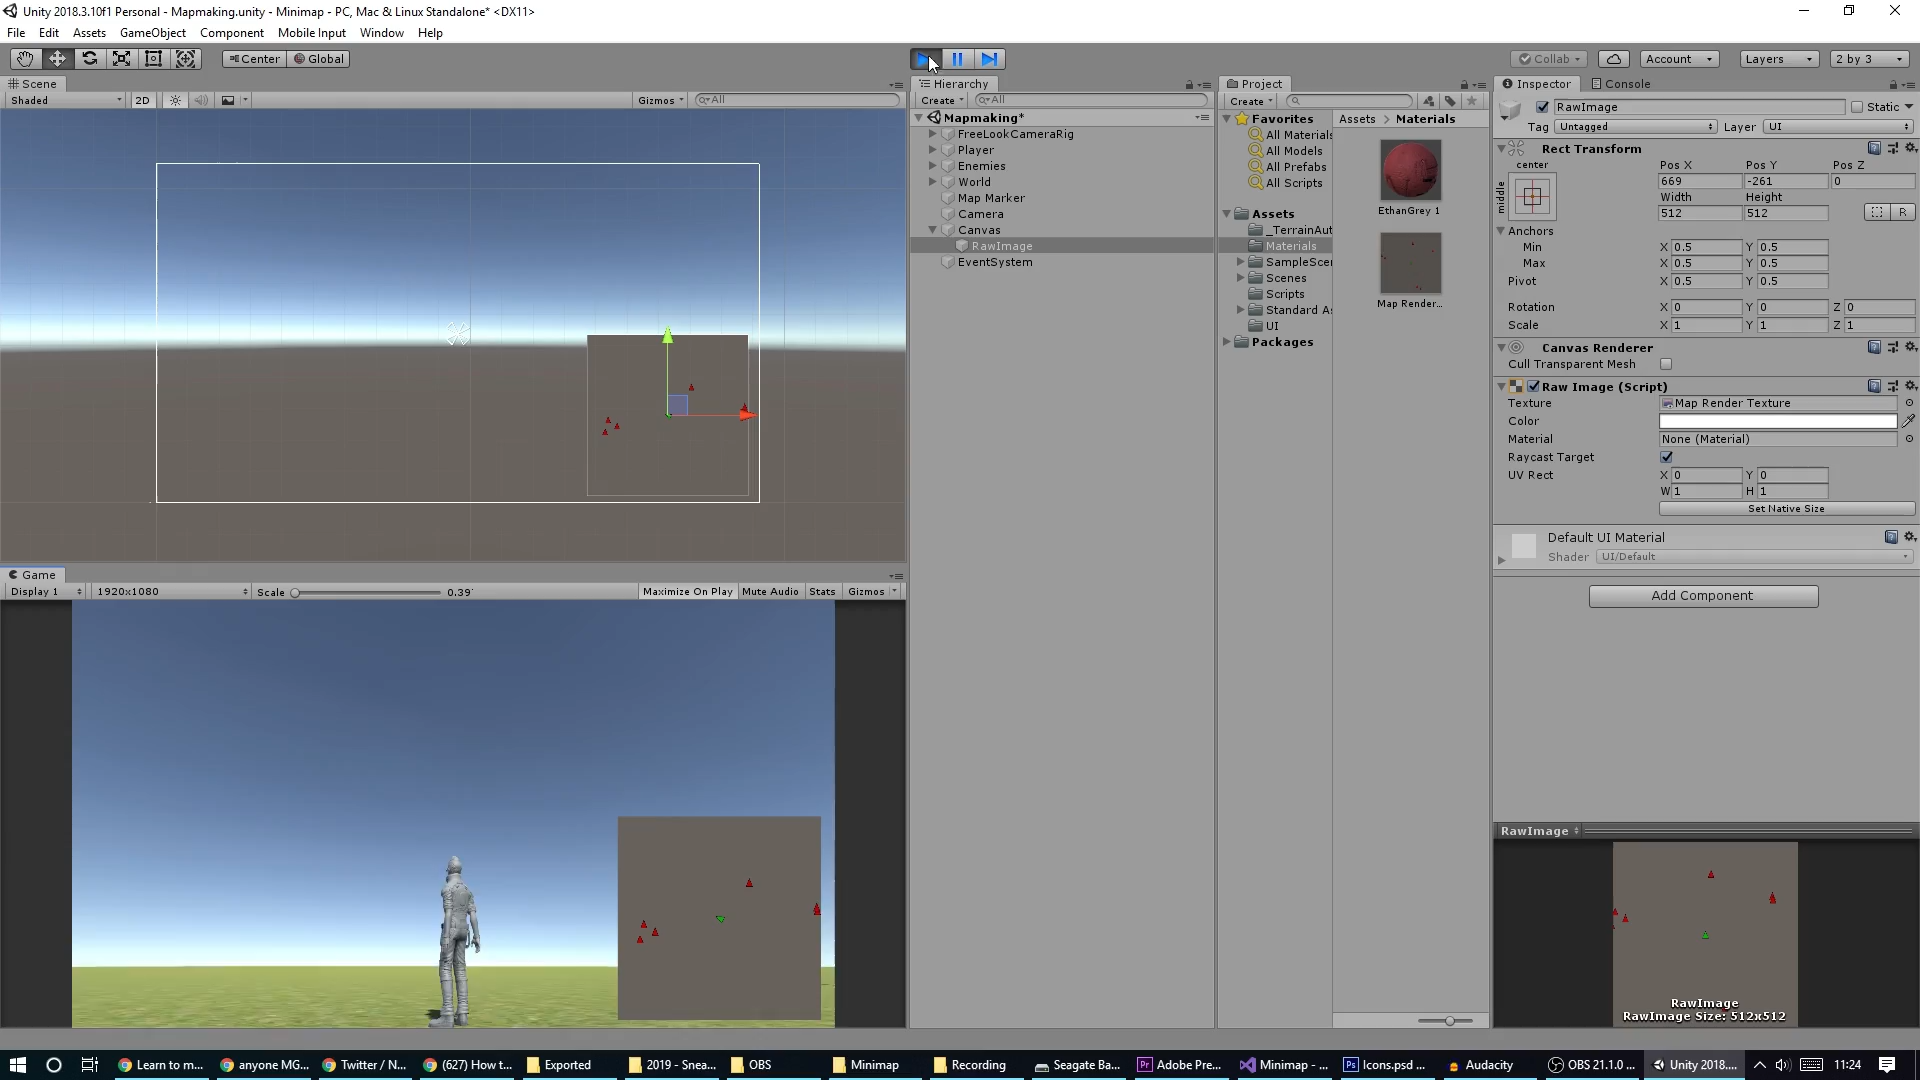 Unity 2018.3.10f1 Personal - Mapmaking.unity - Minimap - PC, Mac & Linux Standalone* <DX11>
File Edit Assets GameObject Component Mobile Input Window Help
Center Global Collab Account Layers 2 by 3
Scene
Shaded 2D Gizmos All
Hierarchy
Create All
Mapmaking*
FreeLookCameraRig
Player
Enemies
World
Map Marker
Camera
Canvas
RawImage
EventSystem
Project
Create
Favorites
All Materials
All Models
All Prefabs
All Scripts
Assets
_TerrainAut
Materials
SampleScen
Scenes
Scripts
Standard As
UI
Packages
Assets Materials
EthanGrey 1
Map Render...
Inspector Console
RawImage Static
Tag Untagged Layer UI
Rect Transform
center
middle
Pos X Pos Y Pos Z
669 -261 0
Width Height
512 512 R
Anchors
Min X 0.5 Y 0.5
Max X 0.5 Y 0.5
Pivot X 0.5 Y 0.5
Rotation X 0 Y 0 Z 0
Scale X 1 Y 1 Z 1
Canvas Renderer
Cull Transparent Mesh
Raw Image (Script)
Texture Map Render Texture
Color
Material None (Material)
Raycast Target
UV Rect X 0 Y 0
W 1 H 1
Set Native Size
Default UI Material
Shader UI/Default
Add Component
RawImage
RawImage
RawImage Size: 512x512
Game
Display 1 1920x1080 Scale 0.39 Maximize On Play Mute Audio Stats Gizmos
Learn to m... anyone MG... Twitter / N... (627) How t... Exported 2019 - Snea... OBS Minimap Recording Seagate Ba... Adobe Pre... Minimap - ... Icons.psd ... Audacity OBS 21.1.0 ... Unity 2018.... 11:24